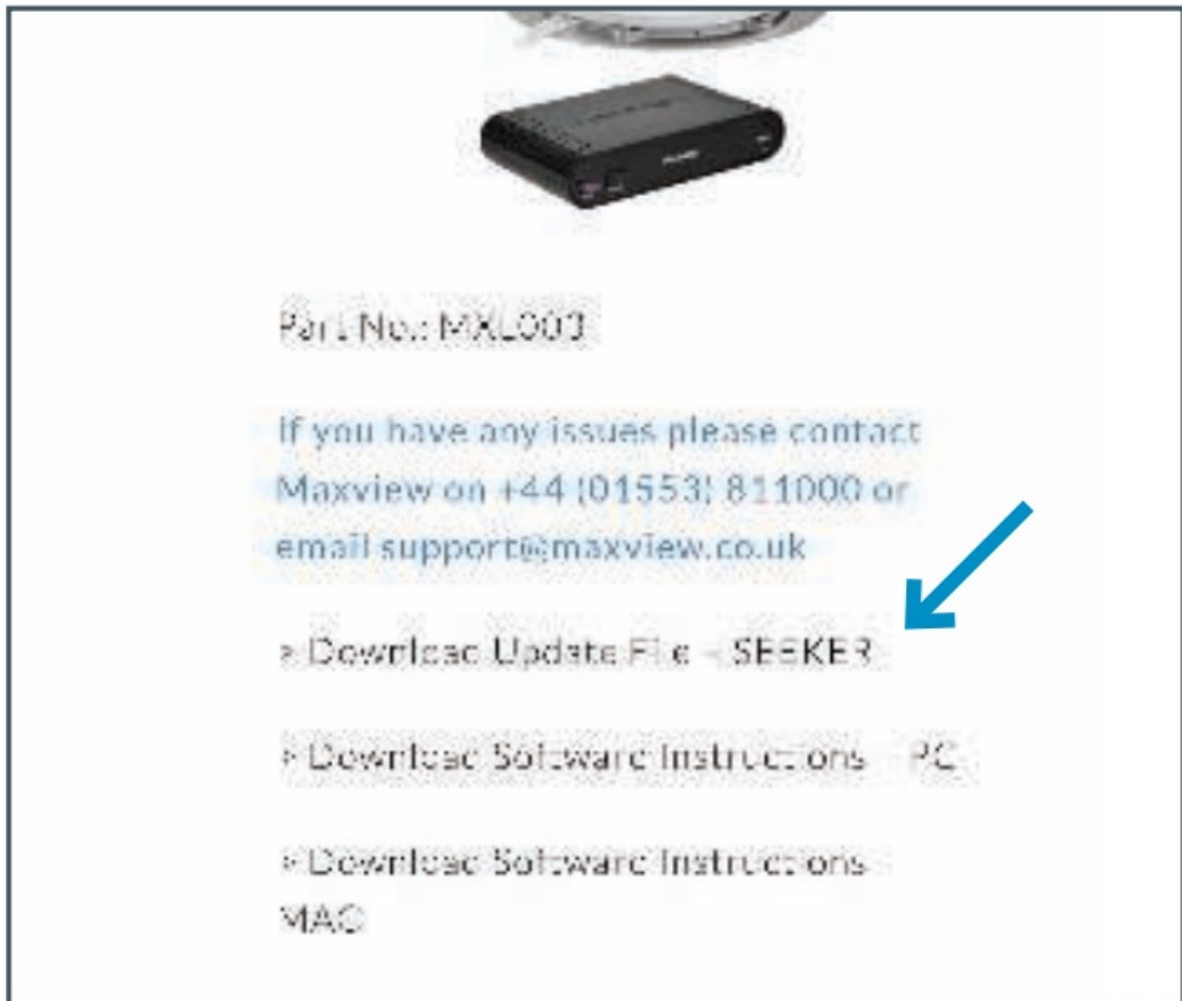 Part No.: MXL003
If you have any issues please contact
Maxview on +44 (01553) 811000 or
email support@maxview.co.uk
> Download Update File – SEEKER
> Download Software Instructions – PC
> Download Software Instructions –
MAC